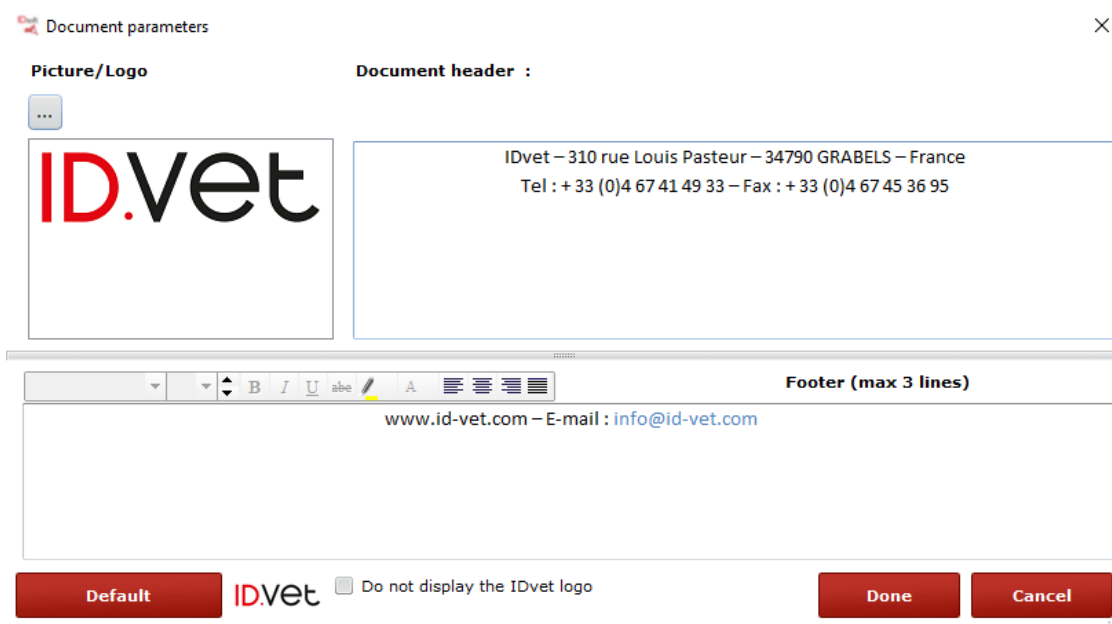 Document parameters
Picture/Logo
Document header :
...
ID.vet
IDvet – 310 rue Louis Pasteur – 34790 GRABELS – France
Tel : + 33 (0)4 67 41 49 33 – Fax : + 33 (0)4 67 45 36 95
B I U abc A
Footer (max 3 lines)
www.id-vet.com – E-mail : info@id-vet.com
Default
ID.vet
Do not display the IDvet logo
Done
Cancel